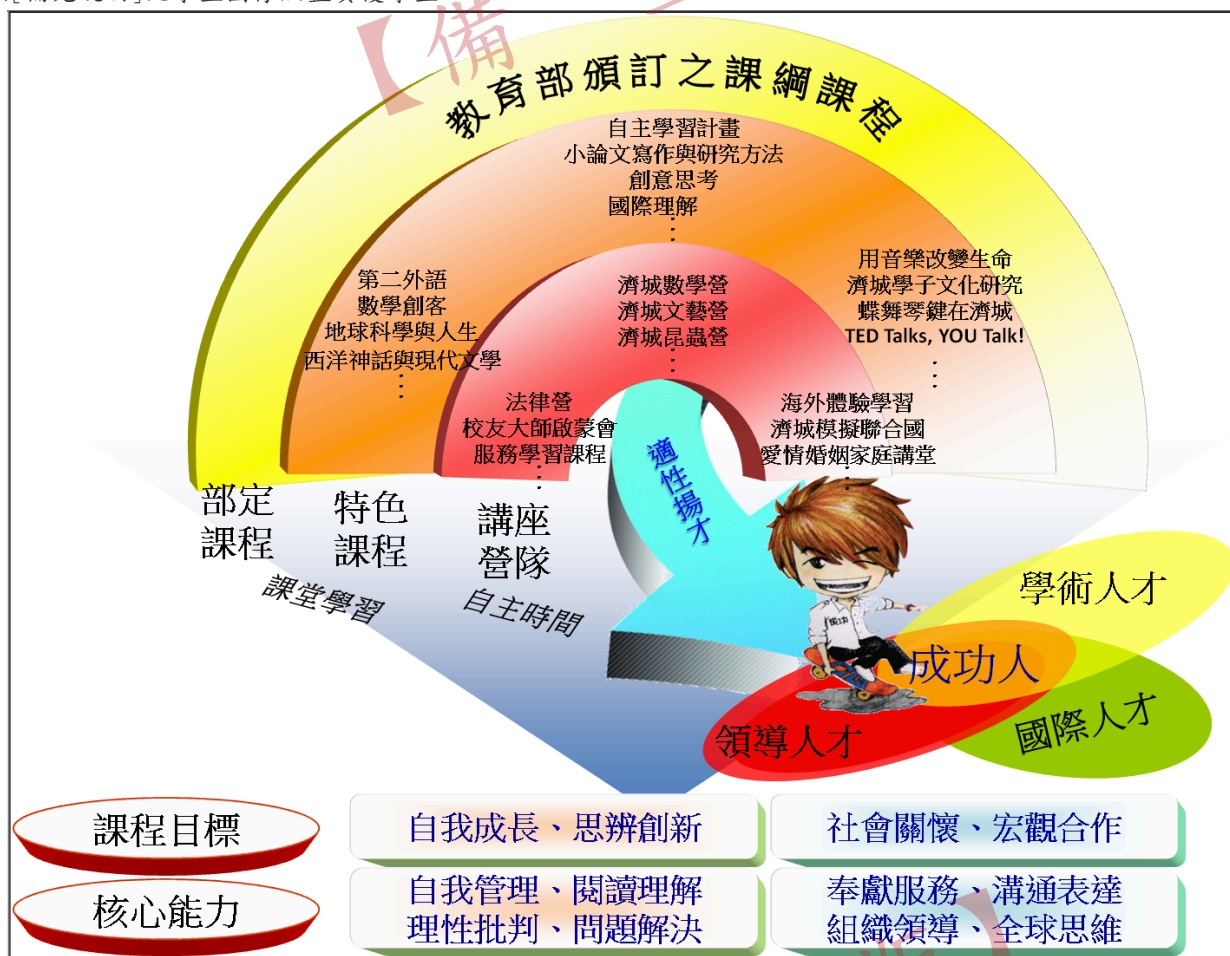 【備
教育部頒訂之課綱課程
自主學習計畫
小論文寫作與研究方法
創意思考
國際理解
⋮
第二外語
數學創客
地球科學與人生
西洋神話與現代文學
⋮
濟城數學營
濟城文藝營
濟城昆蟲營
⋮
用音樂改變生命
濟城學子文化研究
蝶舞琴鍵在濟城
TED Talks, YOU Talk!
⋮
法律營
校友大師啟蒙會
服務學習課程
⋮
海外體驗學習
濟城模擬聯合國
愛情婚姻家庭講堂
⋮
適性揚才
部定
課程
特色
課程
講座
營隊
課堂學習
自主時間
成功
學術人才
成功人
領導人才
國際人才
課程目標
自我成長、思辨創新
社會關懷、宏觀合作
核心能力
自我管理、閱讀理解
理性批判、問題解決
奉獻服務、溝通表達
組織領導、全球思維
】